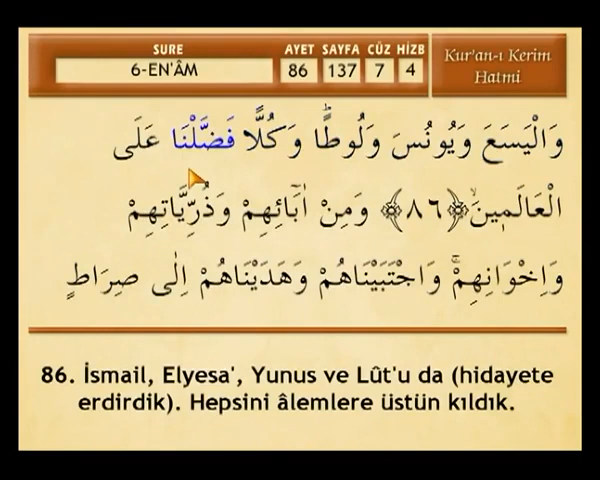 SURE AYET SAYFA CÜZ HİZB
6-EN'ÂM 86 137 7 4
Kur'an-ı Kerim
Hatmi
وَالْيَسَعَ وَيُونُسَ وَلُوطًا وَكُلًّا فَضَّلْنَا عَلَى
الْعَالَمٖينَۙ ﴿٨٦﴾ وَمِنْ اٰبَٓائِهِمْ وَذُرِّيَّاتِهِمْ
وَاِخْوَانِهِمْۚ وَاجْتَبَيْنَاهُمْ وَهَدَيْنَاهُمْ اِلٰى صِرَاطٍ
86. İsmail, Elyesa', Yunus ve Lût'u da (hidayete
erdirdik). Hepsini âlemlere üstün kıldık.